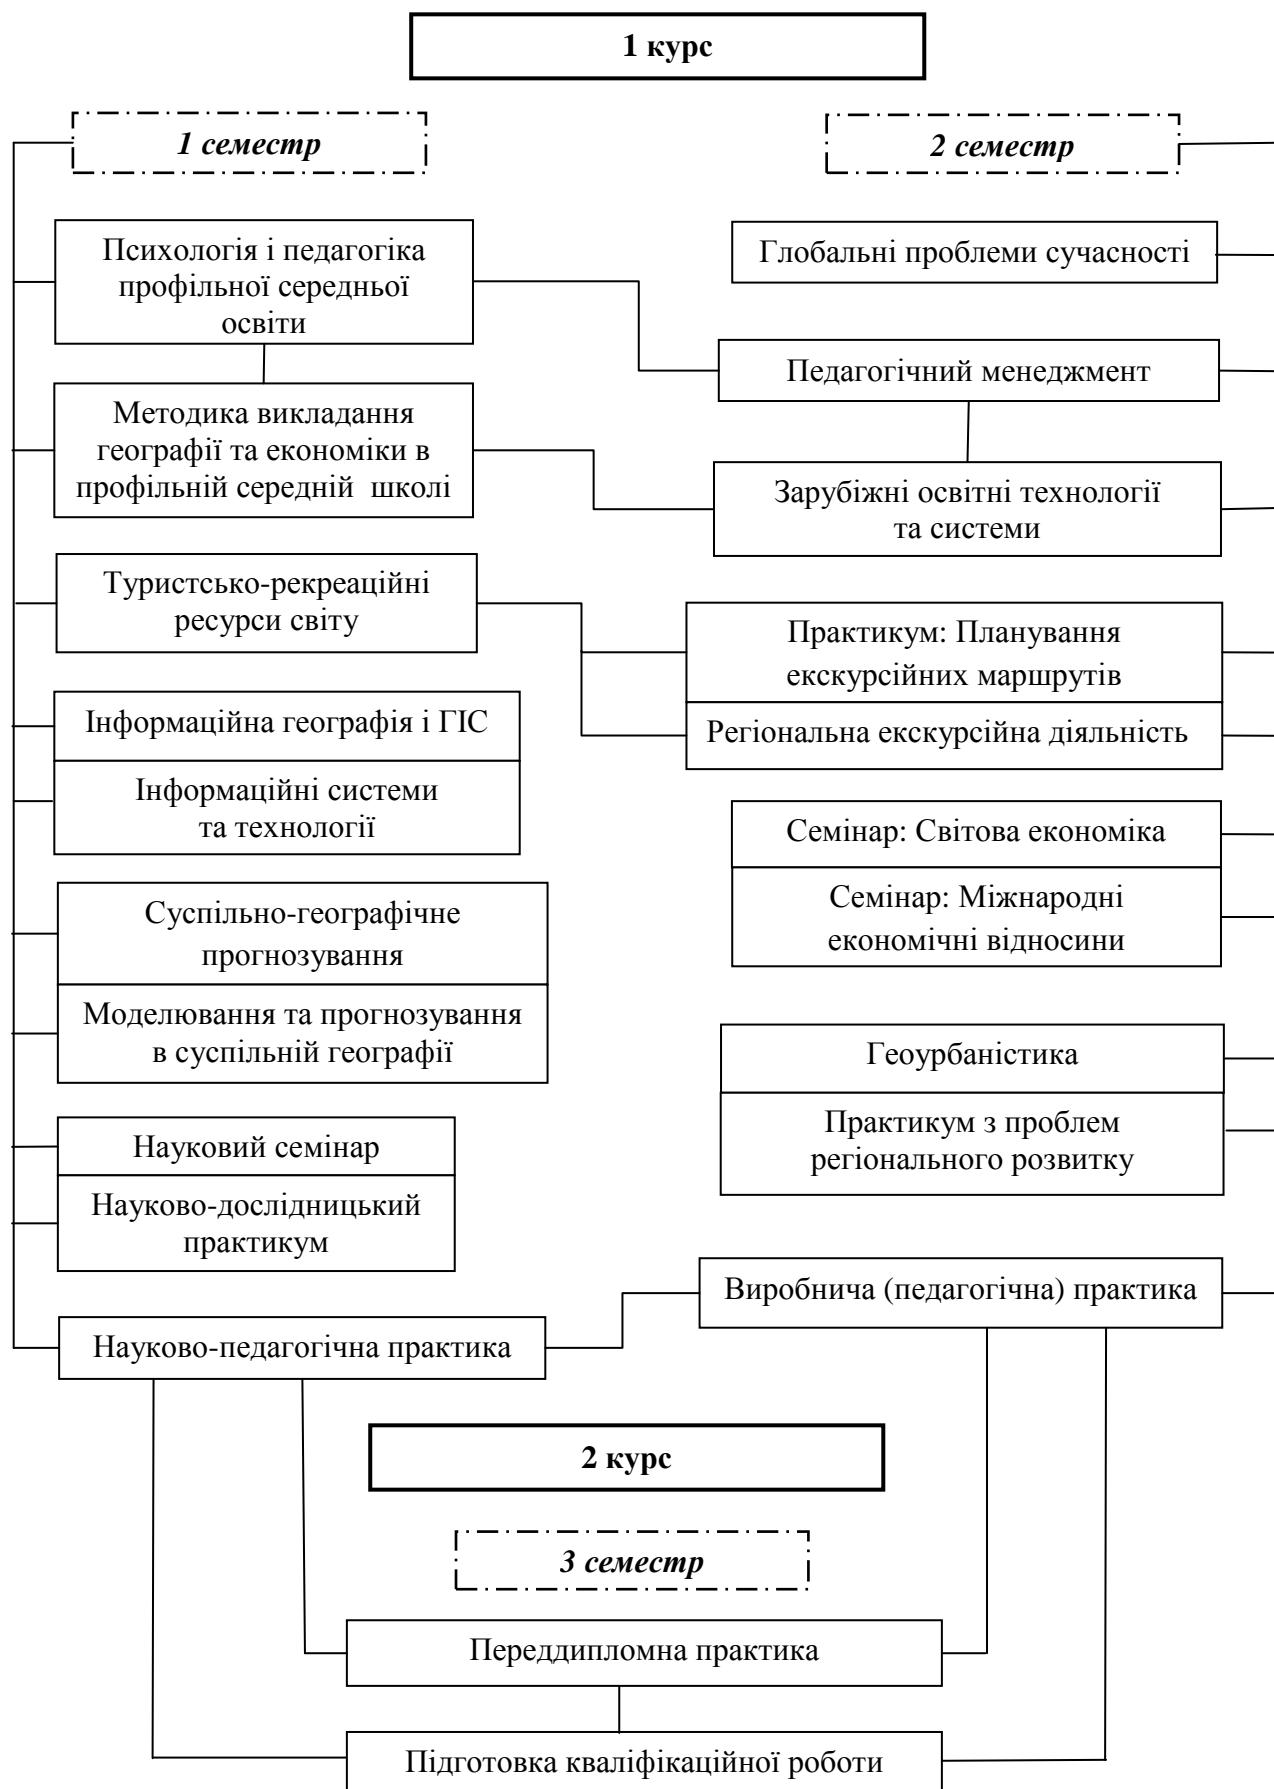 1 курс
1 семестр
2 семестр
Психологія і педагогіка
профільної середньої
освіти
Методика викладання
географії та економіки в
профільній середній школі
Туристсько-рекреаційні
ресурси світу
Інформаційна географія і ГІС
Інформаційні системи
та технології
Суспільно-географічне
прогнозування
Моделювання та прогнозування
в суспільній географії
Науковий семінар
Науково-дослідницький
практикум
Науково-педагогічна практика
Глобальні проблеми сучасності
Педагогічний менеджмент
Зарубіжні освітні технології
та системи
Практикум: Планування
екскурсійних маршрутів
Регіональна екскурсійна діяльність
Семінар: Світова економіка
Семінар: Міжнародні
економічні відносини
Геоурбаністика
Практикум з проблем
регіонального розвитку
Виробнича (педагогічна) практика
2 курс
3 семестр
Переддипломна практика
Підготовка кваліфікаційної роботи